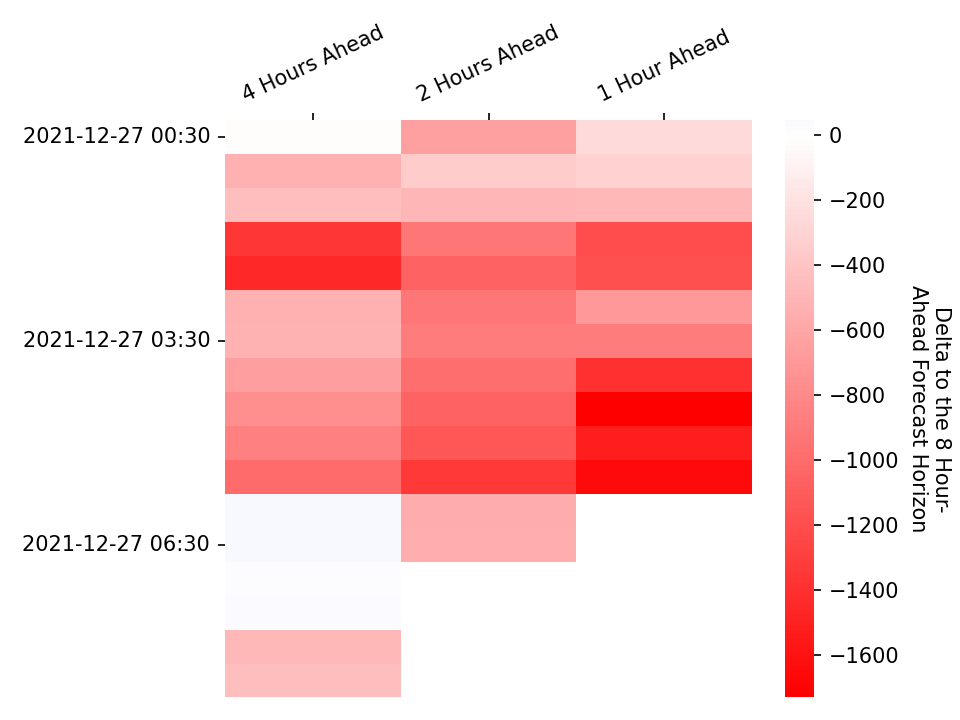 4 Hours Ahead
2 Hours Ahead
1 Hour Ahead
2021-12-27 00:30
2021-12-27 03:30
2021-12-27 06:30
0
−200
−400
−600
−800
−1000
−1200
−1400
−1600
Delta to the 8 Hour-
Ahead Forecast Horizon